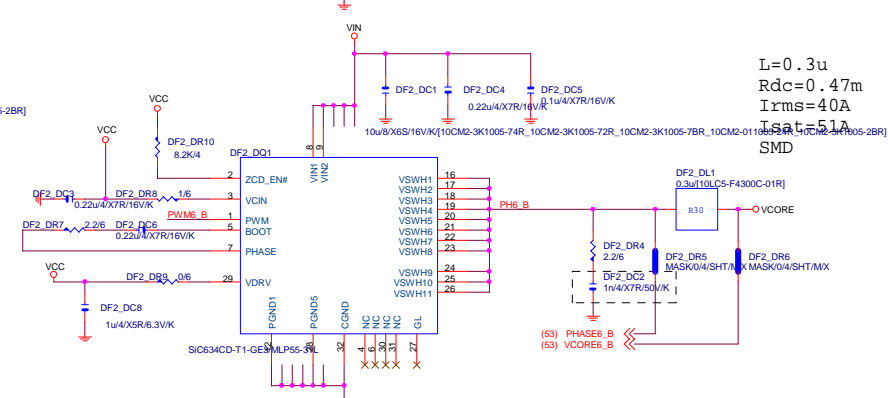 VIN
L=0.3u
Rdc=0.47m
Irms=40A
Isat=51A
SMD
5-2BR]
VCC
VCC
DF2_DC1
DF2_DC4
DF2_DC5
0.22u/4/X7R/16V/K
0.1u/4/X7R/16V/K
DF2_DR10
8.2K/4
DF2_DQ1
8
9
VIN1
VIN2
2
ZCD_EN#
DF2_DC3
0.22u/4/X7R/16V/K
DF2_DR8
1/6
3
VCIN
PWM6_B
1
PWM
DF2_DR7
2.2/6
DF2_DC6
0.22u/4/X7R/16V/K
5
BOOT
7
PHASE
VCC
DF2_DR9
0/6
29
VDRV
DF2_DC8
1u/4/X5R/6.3V/K
VSWH1
16
VSWH2
17
VSWH3
18
VSWH4
19
VSWH5
20
VSWH6
21
VSWH7
22
VSWH8
23
VSWH9
24
VSWH10
25
VSWH11
26
PH6_B
DF2_DL1
0.3u/[10LC5-F4300C-01R]
R30
VCORE
DF2_DR4
2.2/6
DF2_DC2
1n/4/X7R/50V/K
DF2_DR5
MASK/0/4/SHT/M/X
DF2_DR6
MASK/0/4/SHT/M/X
(53) PHASE6_B
(53) VCORE6_B
PGND1
PGND5
CGND
NC
NC
NC
NC
GL
28
32
4
6
30
31
27